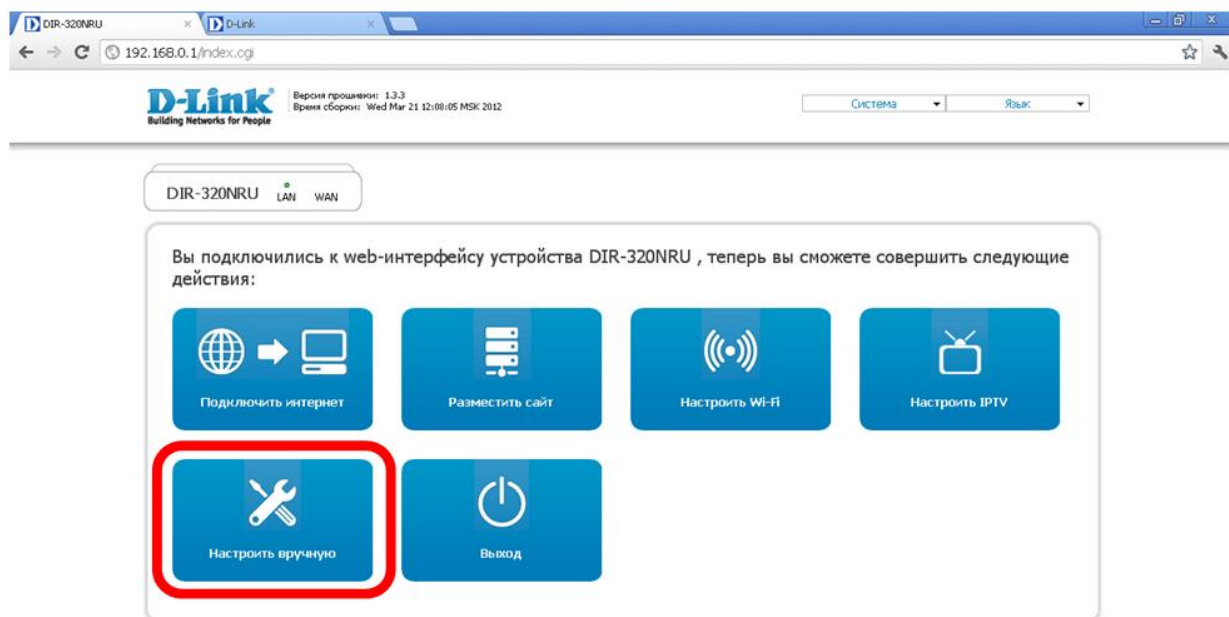 DIR-320NRU
D-Link
192.168.0.1/index.cgi
D-Link
Building Networks for People
Версия прошивки: 1.3.3
Время сборки: Wed Mar 21 12:08:05 MSK 2012
Система
Язык
DIR-320NRU LAN WAN
Вы подключились к web-интерфейсу устройства DIR-320NRU , теперь вы сможете совершить следующие
действия:
Подключить интернет
Разместить сайт
Настроить Wi-Fi
Настроить IPTV
Настроить вручную
Выход